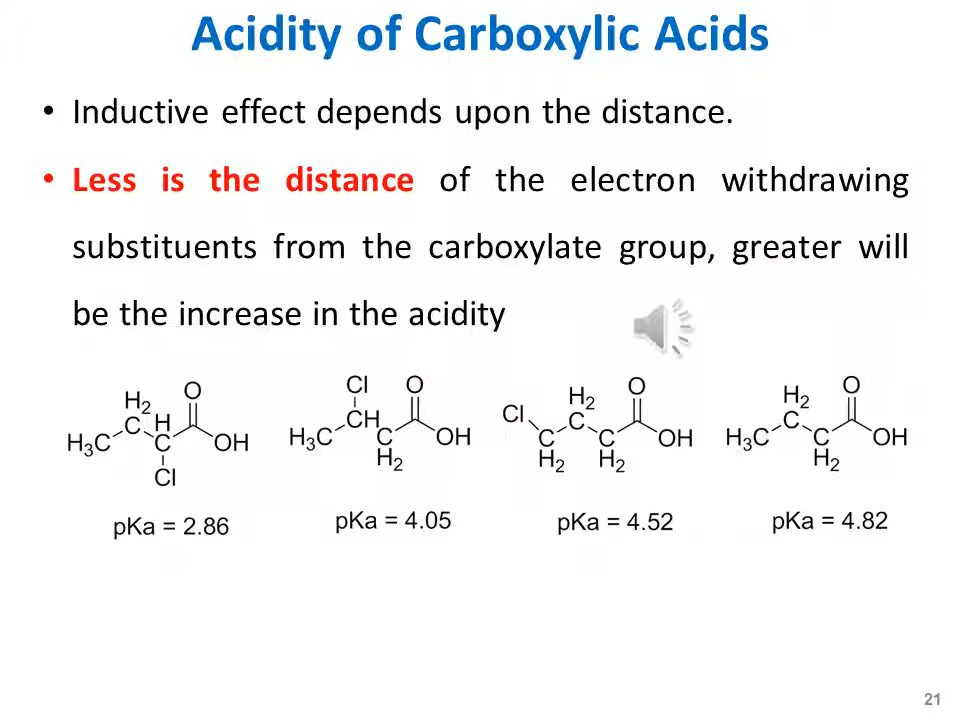 Acidity of Carboxylic Acids
• Inductive effect depends upon the distance.
• Less is the distance of the electron withdrawing
substituents from the carboxylate group, greater will
be the increase in the acidity
H3C C H2 C H Cl O OH
H3C CH Cl C H2 O OH
Cl C H2 C H2 C H2 O OH
H3C C H2 C H2 O OH
pKa = 2.86
pKa = 4.05
pKa = 4.52
pKa = 4.82
21